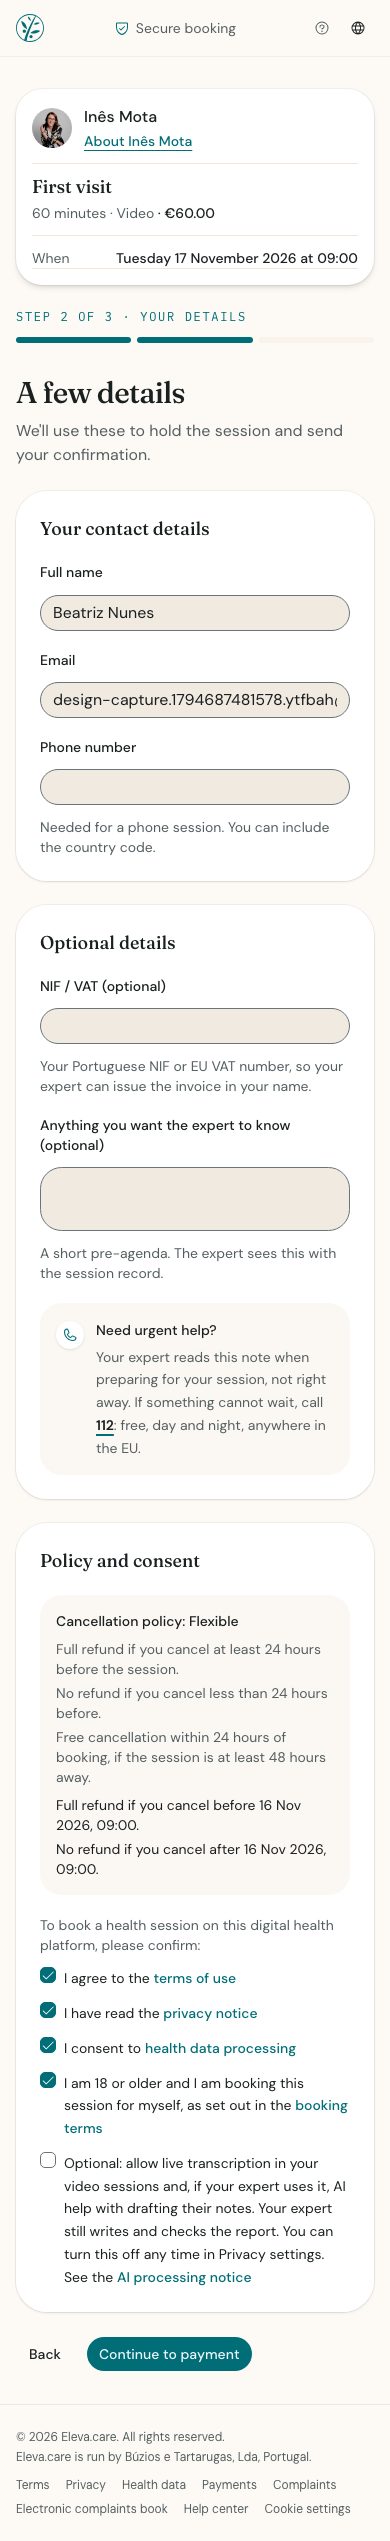 Secure booking
Inês Mota
About Inês Mota
First visit
60 minutes · Video · €60.00
When Tuesday 17 November 2026 at 09:00
STEP 2 OF 3 · YOUR DETAILS
A few details
We'll use these to hold the session and send
your confirmation.
Your contact details
Full name
Beatriz Nunes
Email
design-capture.1794687481578.ytfbah
Phone number
Needed for a phone session. You can include
the country code.
Optional details
NIF / VAT (optional)
Your Portuguese NIF or EU VAT number, so your
expert can issue the invoice in your name.
Anything you want the expert to know
(optional)
A short pre-agenda. The expert sees this with
the session record.
Need urgent help?
Your expert reads this note when
preparing for your session, not right
away. If something cannot wait, call
112: free, day and night, anywhere in
the EU.
Policy and consent
Cancellation policy: Flexible
Full refund if you cancel at least 24 hours
before the session.
No refund if you cancel less than 24 hours
before.
Free cancellation within 24 hours of
booking, if the session is at least 48 hours
away.
Full refund if you cancel before 16 Nov
2026, 09:00.
No refund if you cancel after 16 Nov 2026,
09:00.
To book a health session on this digital health
platform, please confirm:
I agree to the terms of use
I have read the privacy notice
I consent to health data processing
I am 18 or older and I am booking this
session for myself, as set out in the booking
terms
Optional: allow live transcription in your
video sessions and, if your expert uses it, AI
help with drafting their notes. Your expert
still writes and checks the report. You can
turn this off any time in Privacy settings.
See the AI processing notice
Back Continue to payment
© 2026 Eleva.care. All rights reserved.
Eleva.care is run by Búzios e Tartarugas, Lda, Portugal.
Terms Privacy Health data Payments Complaints
Electronic complaints book Help center Cookie settings